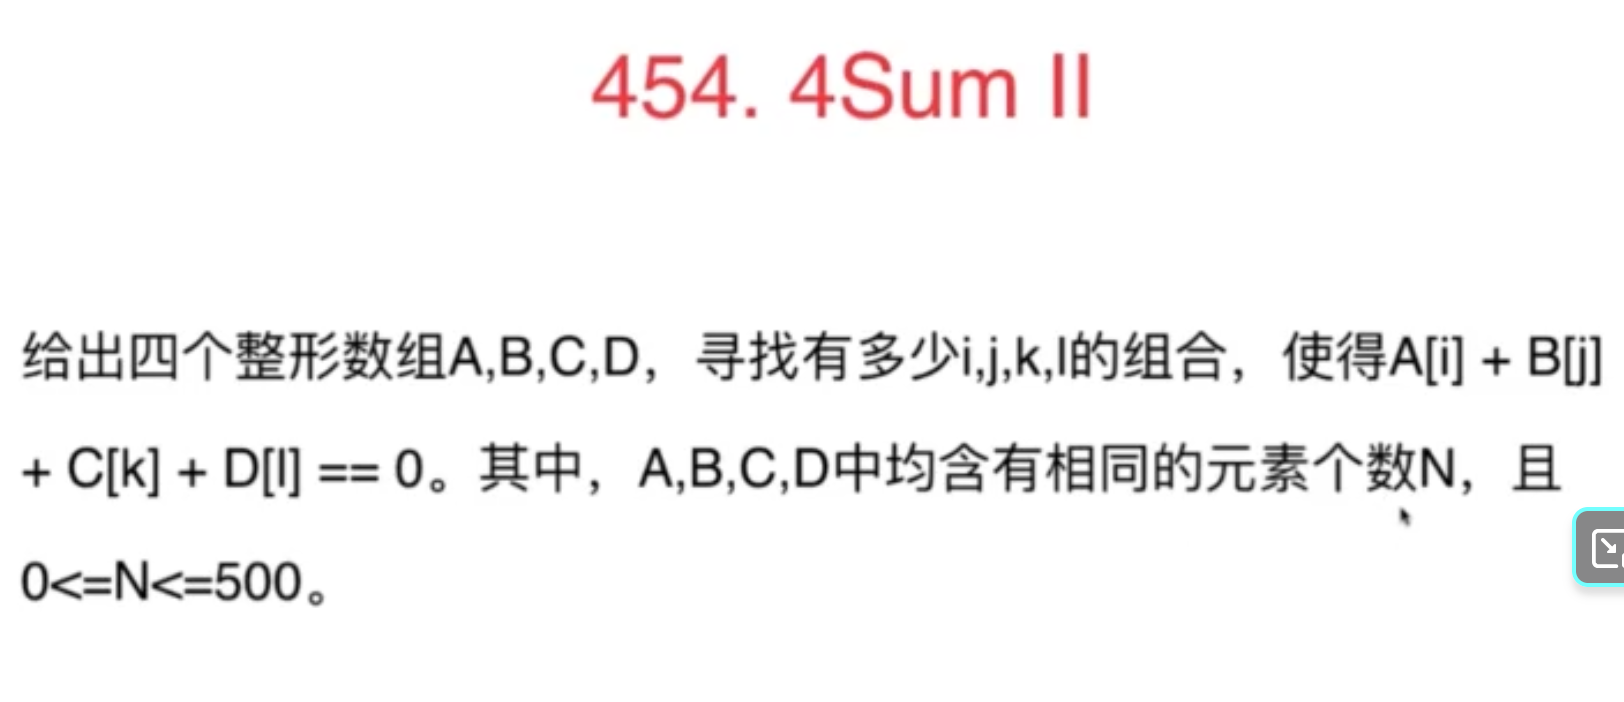 454. 4Sum II
给出四个整形数组A,B,C,D，寻找有多少i,j,k,l的组合，使得A[i] + B[j]
+ C[k] + D[l] == 0。其中，A,B,C,D中均含有相同的元素个数N，且
0<=N<=500。